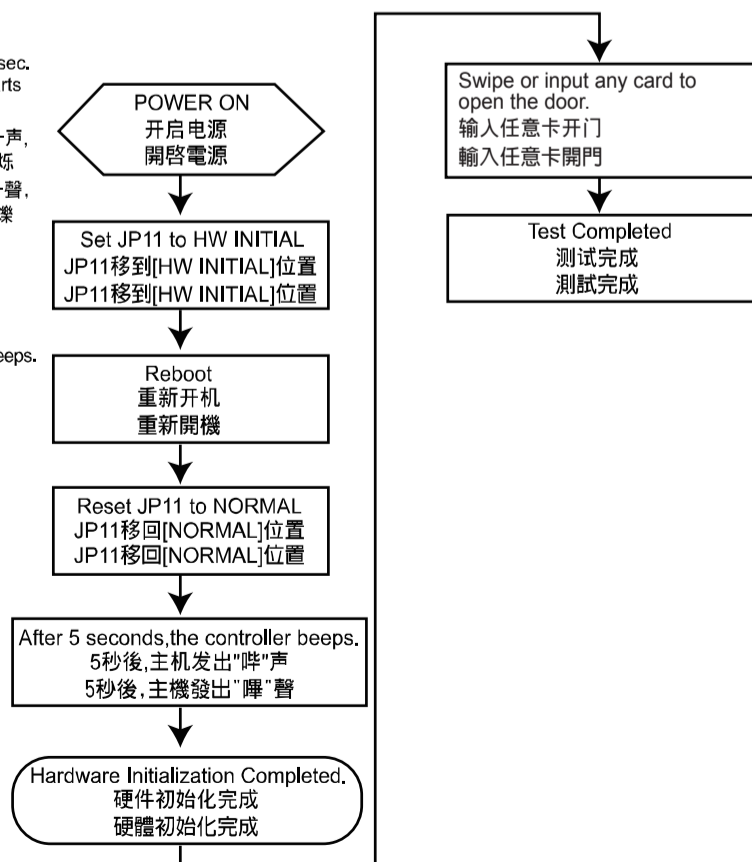 sec.
rts
声,
烁
聲,
爍
eeps.
POWER ON
开启电源
開啓電源
Set JP11 to HW INITIAL
JP11移到[HW INITIAL]位置
JP11移到[HW INITIAL]位置
Reboot
重新开机
重新開機
Reset JP11 to NORMAL
JP11移回[NORMAL]位置
JP11移回[NORMAL]位置
After 5 seconds,the controller beeps.
5秒後,主机发出"哔"声
5秒後,主機發出"嗶"聲
Hardware Initialization Completed.
硬件初始化完成
硬體初始化完成
Swipe or input any card to
open the door.
输入任意卡开门
輸入任意卡開門
Test Completed
测试完成
測試完成